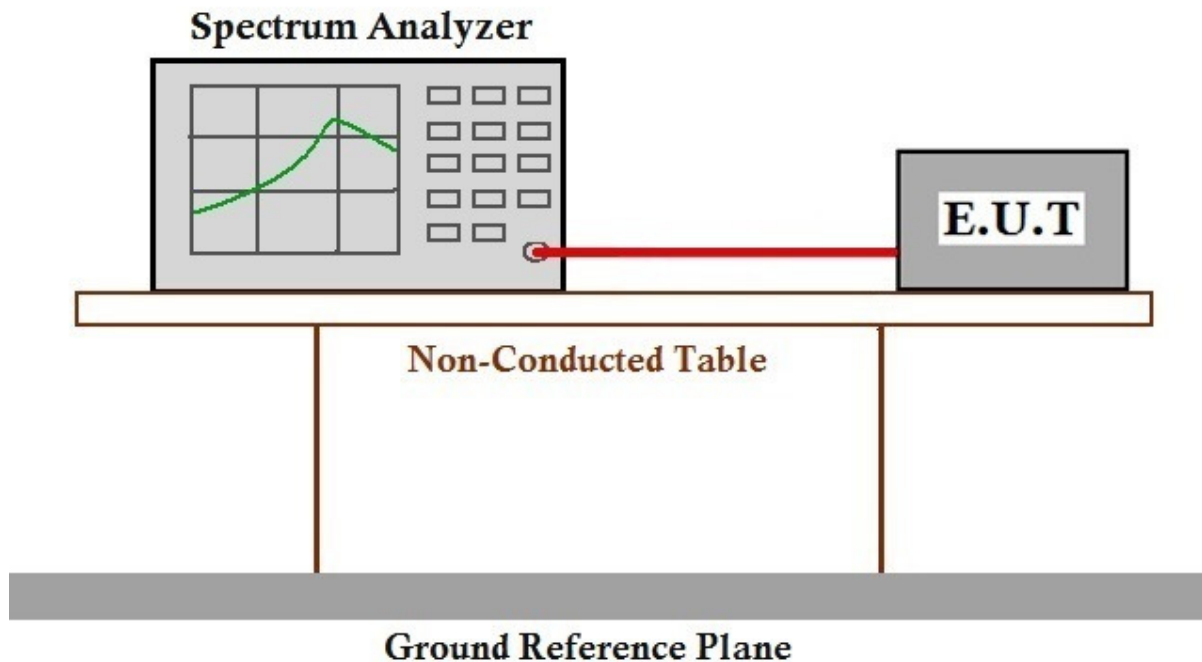 Spectrum Analyzer
E.U.T
Non-Conducted Table
Ground Reference Plane